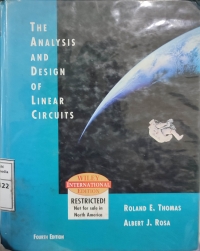 THE
ANALYSIS
AND
DESIGN
OF
LINEAR
CIRCUITS
WILEY
INTERNATIONAL
RESTRICTED!
Not for sale in
North America
ROLAND E. THOMAS
ALBERT J. ROSA
FOURTH EDITION